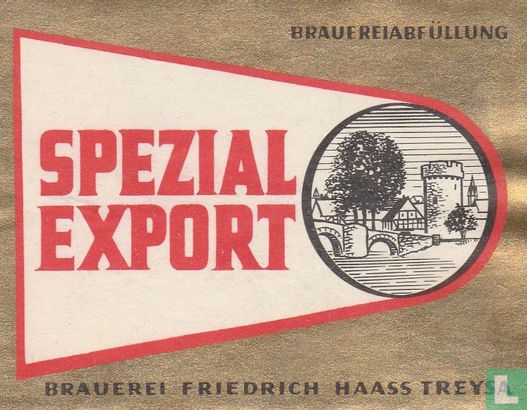 BRAUEREIABFÜLLUNG
SPEZIAL
EXPORT
BRAUEREI FRIEDRICH HAASS TREYSA
L